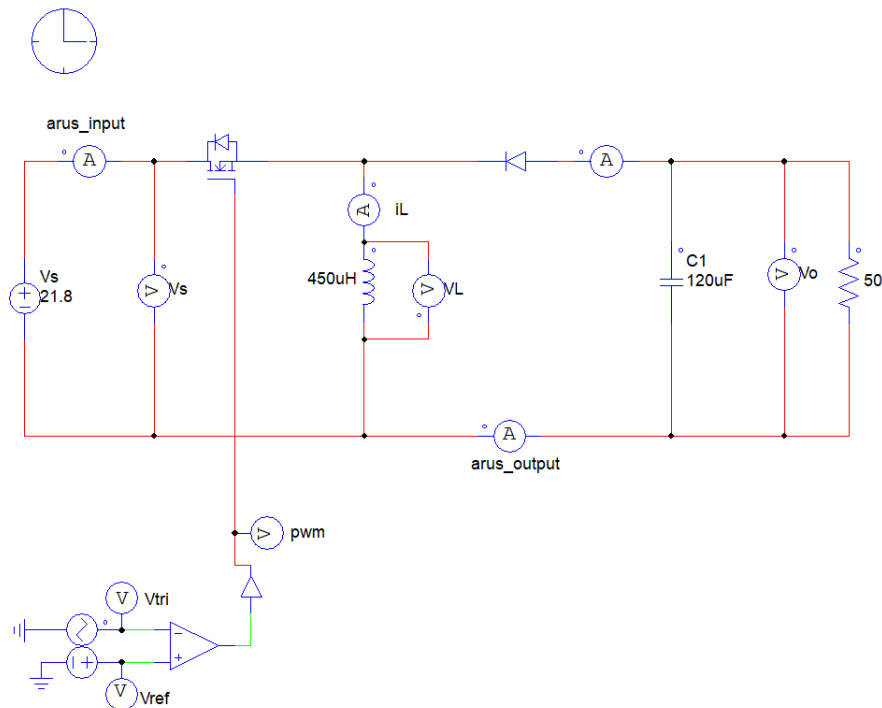 arus_input
A
A
A
iL
Vs
21.8
V
Vs
450uH
V
VL
C1
120uF
V
Vo
50
A
arus_output
V
pwm
V
Vtri
V
Vref